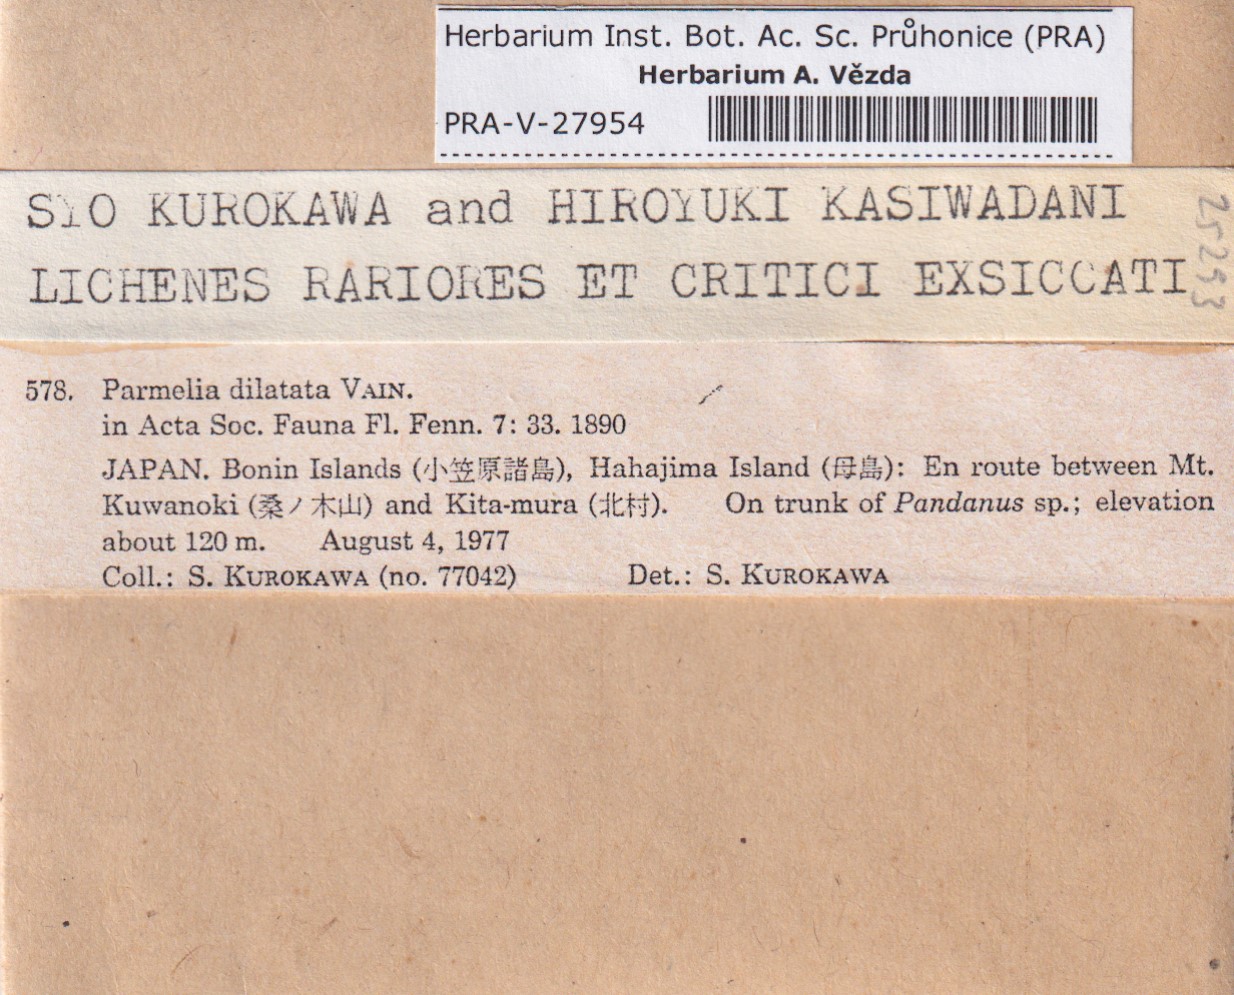 Herbarium Inst. Bot. Ac. Sc. Průhonice (PRA)
Herbarium A. Vězda
PRA-V-27954
SYO KUROKAWA and HIROYUKI KASIWADANI
LICHENES RARIORES ET CRITICI EXSICCATI
25253
578. Parmelia dilatata VAIN.
in Acta Soc. Fauna Fl. Fenn. 7: 33. 1890
JAPAN. Bonin Islands (小笠原諸島), Hahajima Island (母島): En route between Mt.
Kuwanoki (桑ノ木山) and Kita-mura (北村). On trunk of Pandanus sp.; elevation
about 120 m. August 4, 1977
Coll.: S. KUROKAWA (no. 77042) Det.: S. KUROKAWA